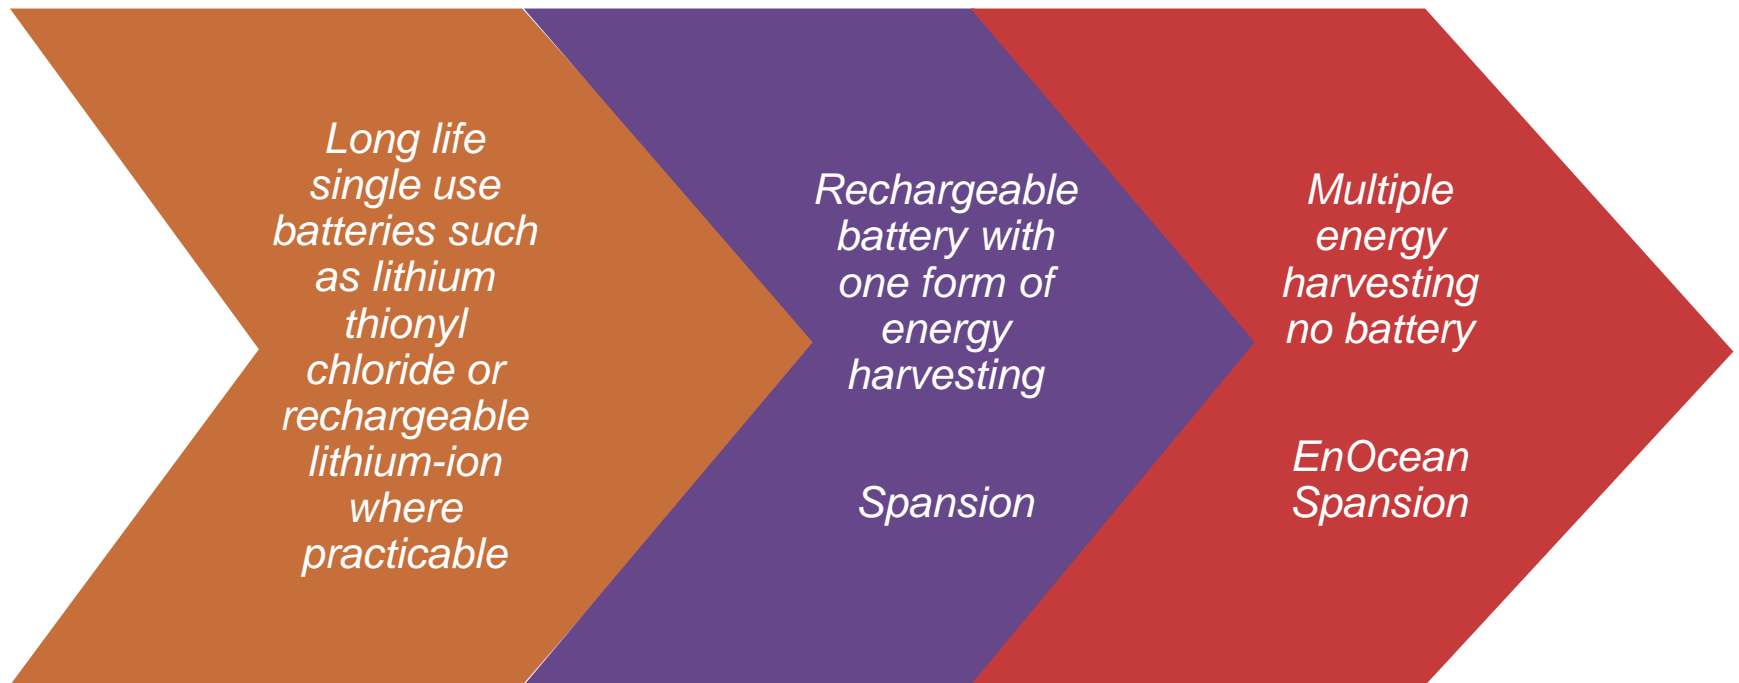 Long life
single use
batteries such
as lithium
thionyl
chloride or
rechargeable
lithium-ion
where
practicable
Rechargeable
battery with
one form of
energy
harvesting
Spansion
Multiple
energy
harvesting
no battery
EnOcean
Spansion